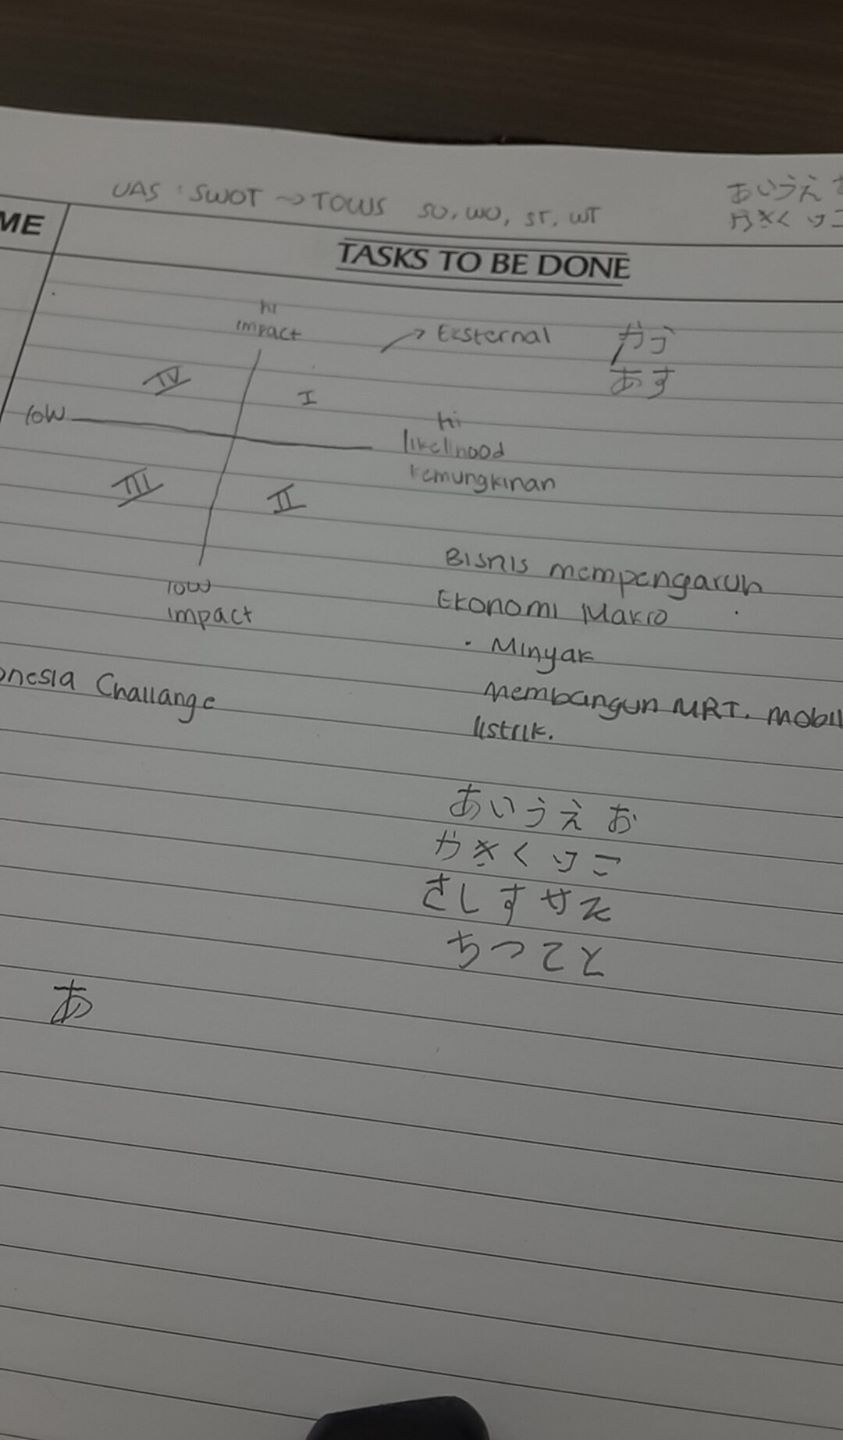 UAS : SWOT → TOWS SO, WO, ST, WT
あいうえ
かきくけこ
ME
TASKS TO BE DONE
hi
impact
→ Eksternal
かう
あす
IV
I
low
hi
likelihood
kemungkinan
III
II
low
impact
Bisnis mempengaruh
Ekonomi Makro
• Minyak
Membangun MRT. Mobil
listrik.
onesia Challange
あいうえお
かきくけこ
さしすせそ
ちつてと
あ